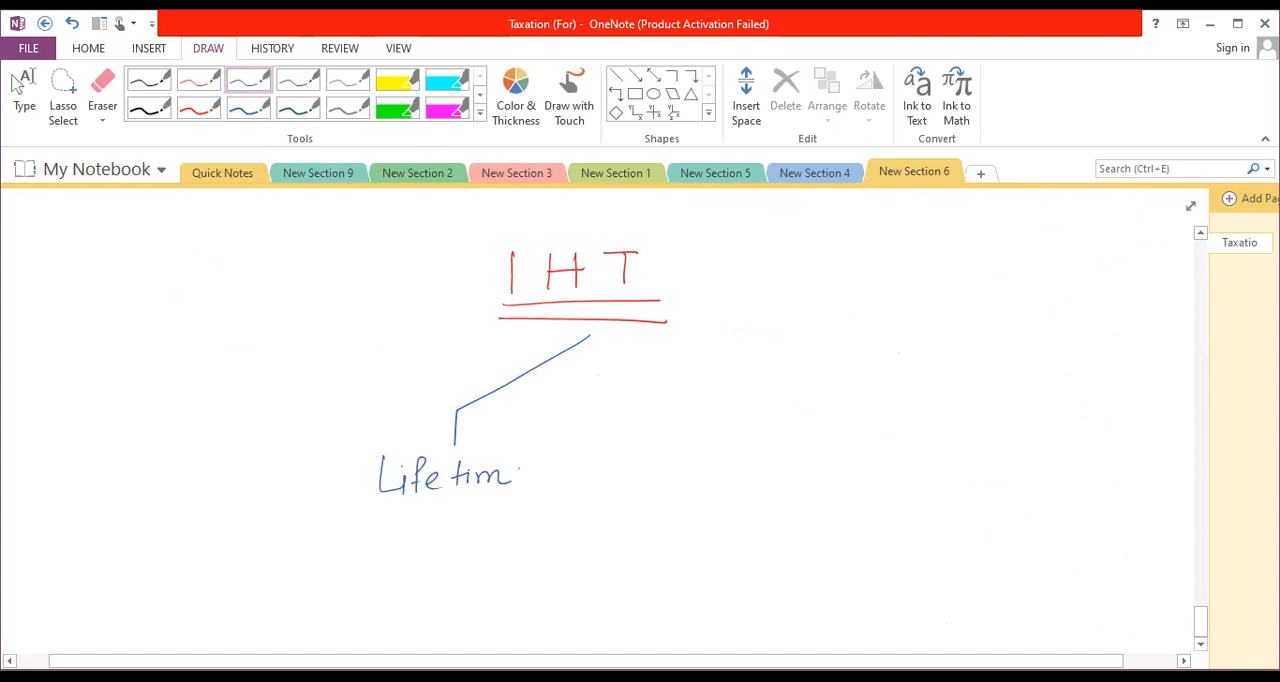 Taxation (For) - OneNote (Product Activation Failed)
?
FILE HOME INSERT DRAW HISTORY REVIEW VIEW
Sign in
Type
Lasso Select
Eraser
Color & Thickness
Draw with Touch
Insert Space
Delete
Arrange
Rotate
Ink to Text
Ink to Math
Tools Shapes Edit Convert
My Notebook Quick Notes New Section 9 New Section 2 New Section 3 New Section 1 New Section 5 New Section 4 New Section 6 Search (Ctrl+E)
Add Pa
Taxatio
I H T
Lifetim